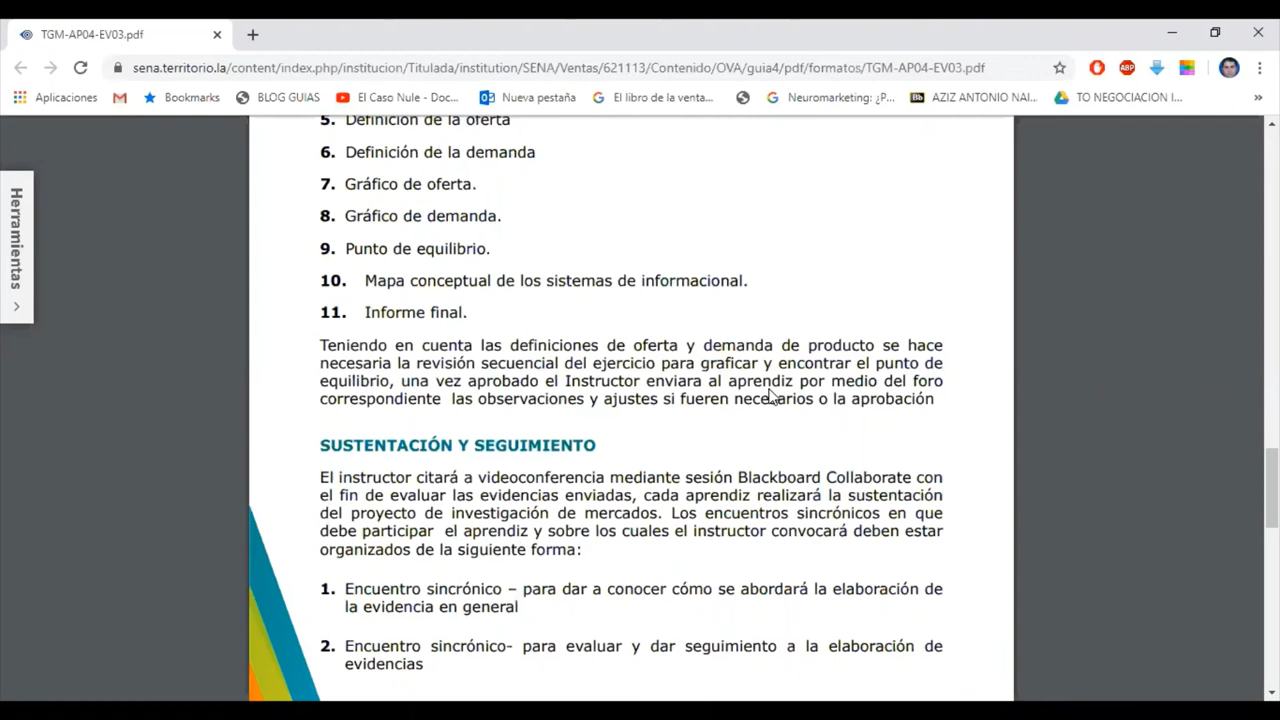 TGM-AP04-EV03.pdf
sena.territorio.la/content/index.php/institucion/Titulada/institution/SENA/Ventas/621113/Contenido/OVA/guia4/pdf/formatos/TGM-AP04-EV03.pdf
ABP
Aplicaciones
Bookmarks
BLOG GUIAS
El Caso Nule - Doc...
Nueva pestaña
El libro de la venta...
Neuromarketing: ¿P...
Bb
AZIZ ANTONIO NAI...
TO NEGOCIACION I...
»
Herramientas
5. Definición de la oferta
6. Definición de la demanda
7. Gráfico de oferta.
8. Gráfico de demanda.
9. Punto de equilibrio.
10. Mapa conceptual de los sistemas de informacional.
11. Informe final.
Teniendo en cuenta las definiciones de oferta y demanda de producto se hace
necesaria la revisión secuencial del ejercicio para graficar y encontrar el punto de
equilibrio, una vez aprobado el Instructor enviara al aprendiz por medio del foro
correspondiente las observaciones y ajustes si fueren necesarios o la aprobación
SUSTENTACIÓN Y SEGUIMIENTO
El instructor citará a videoconferencia mediante sesión Blackboard Collaborate con
el fin de evaluar las evidencias enviadas, cada aprendiz realizará la sustentación
del proyecto de investigación de mercados. Los encuentros sincrónicos en que
debe participar el aprendiz y sobre los cuales el instructor convocará deben estar
organizados de la siguiente forma:
1. Encuentro sincrónico – para dar a conocer cómo se abordará la elaboración de
la evidencia en general
2. Encuentro sincrónico- para evaluar y dar seguimiento a la elaboración de
evidencias